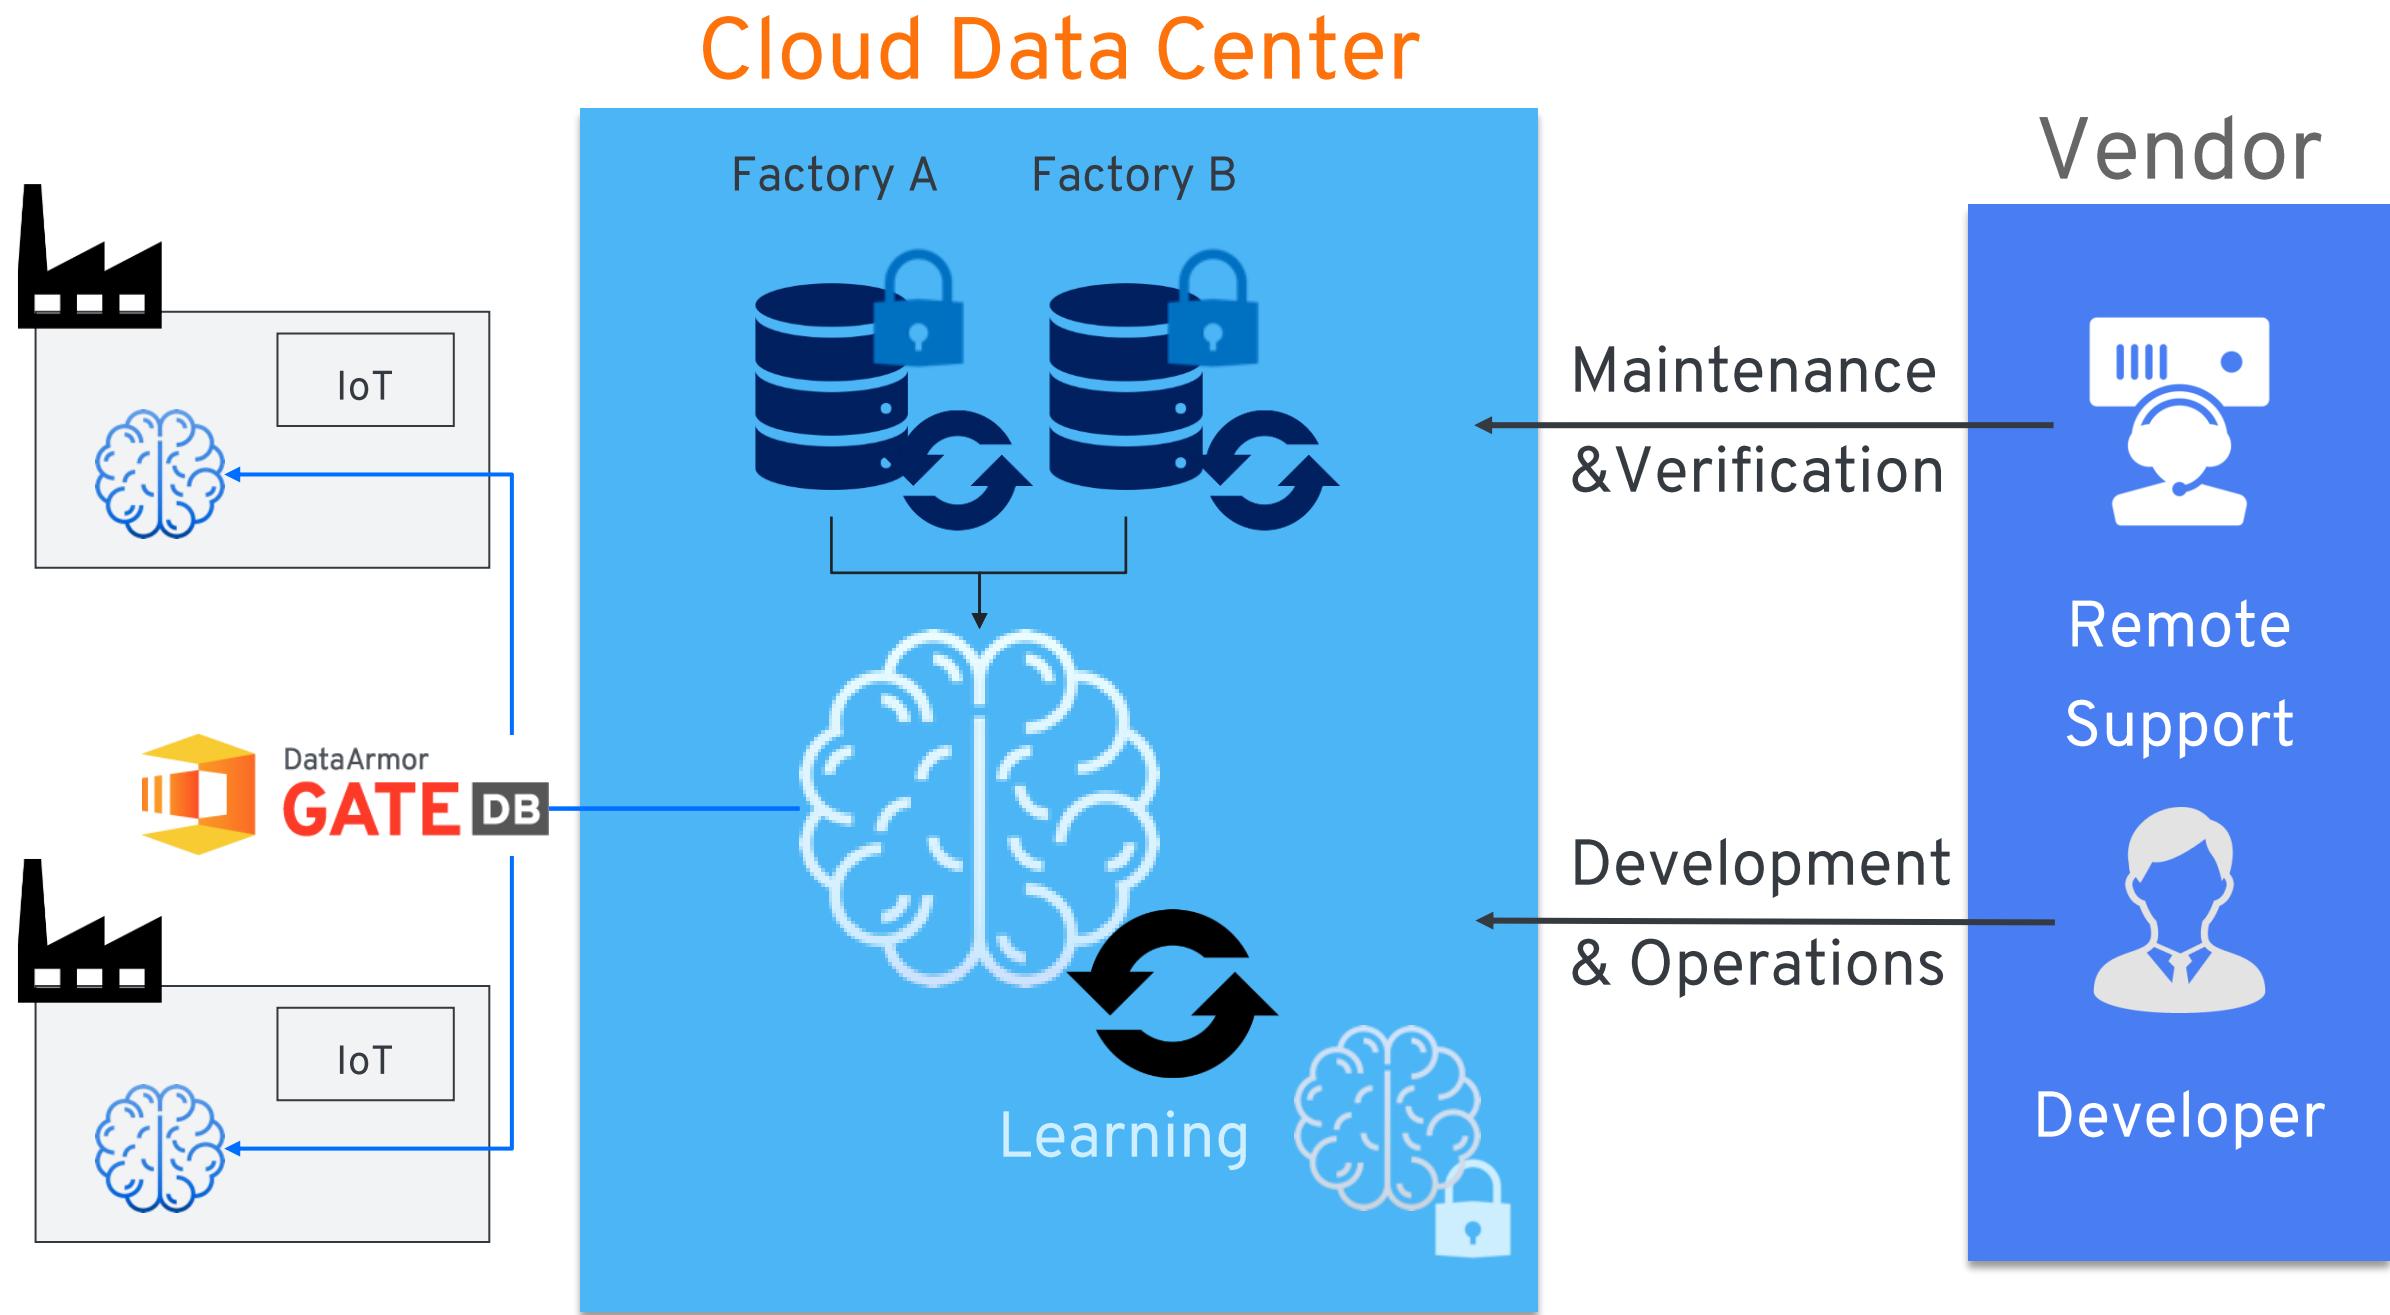 Cloud Data Center
Vendor
Factory A
Factory B
IoT
Maintenance
&Verification
Remote
Support
DataArmor
GATE DB
Development
& Operations
IoT
Learning
Developer